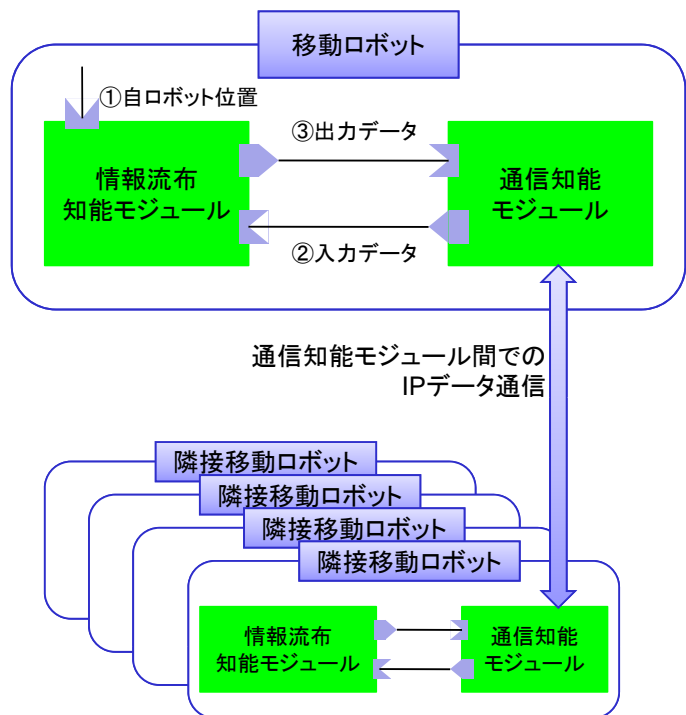 移動ロボット
①自ロボット位置
③出力データ
情報流布
知能モジュール
通信知能
モジュール
②入力データ
通信知能モジュール間での
IPデータ通信
隣接移動ロボット
隣接移動ロボット
隣接移動ロボット
隣接移動ロボット
情報流布
知能モジュール
通信知能
モジュール